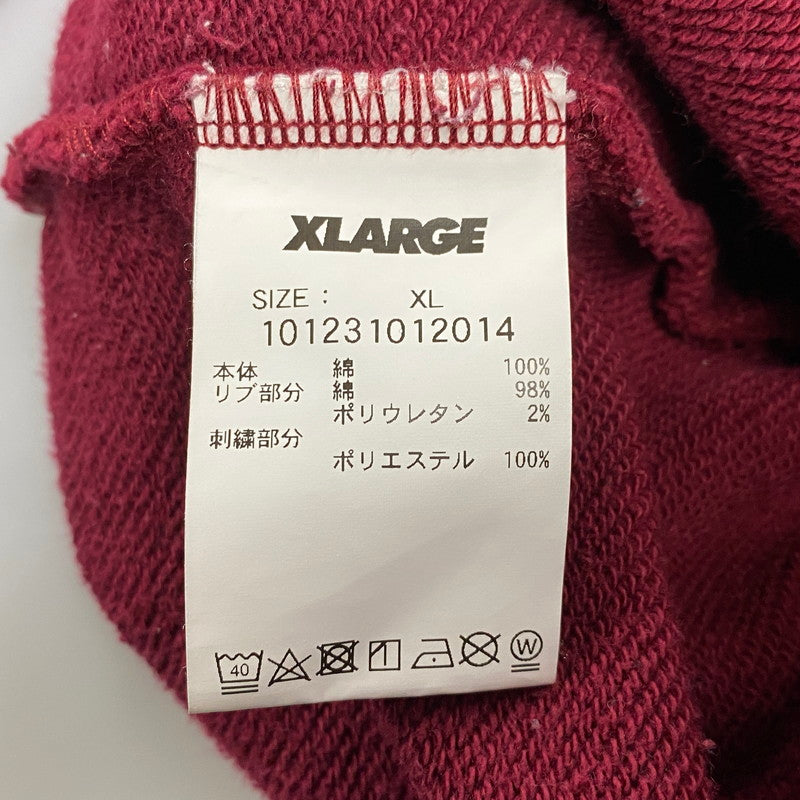 XLARGE
SIZE : XL
101231012014
本体 綿 100%
リブ部分 綿 98%
ポリウレタン 2%
刺繍部分
ポリエステル 100%
40 W